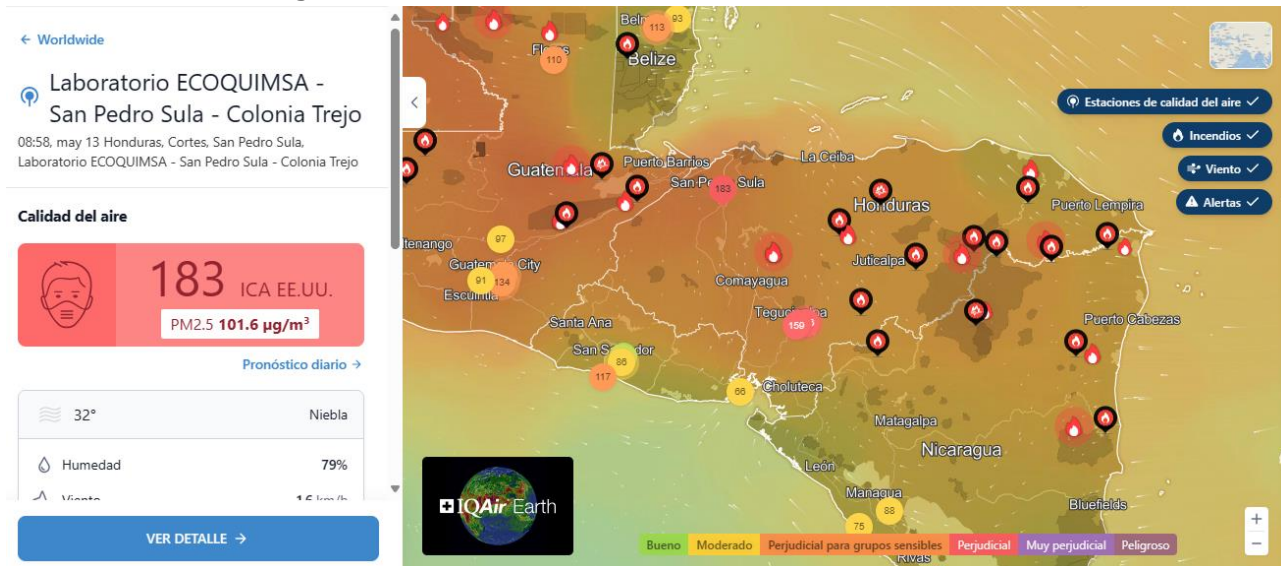 ← Worldwide
Laboratorio ECOQUIMSA -
San Pedro Sula - Colonia Trejo
08:58, may 13 Honduras, Cortes, San Pedro Sula,
Laboratorio ECOQUIMSA - San Pedro Sula - Colonia Trejo
Calidad del aire
183 ICA EE.UU.
PM2.5 101.6 µg/m³
Pronóstico diario →
32° Niebla
Humedad 79%
Viento km/h
VER DETALLE →
93
113
110
Belize
Estaciones de calidad del aire ✓
Incendios ✓
Viento ✓
Alertas ✓
Puerto Barrios
La Ceiba
San Pedro Sula
183
Honduras
Puerto Lempira
97
Guatemala City
91
134
Juticalpa
Comayagua
159
Santa Ana
Puerto Cabezas
86
117
66
Choluteca
Matagalpa
Nicaragua
León
Managua
88
75
Bluefields
IQAir Earth
Bueno Moderado Perjudicial para grupos sensibles Perjudicial Muy perjudicial Peligroso
+
−